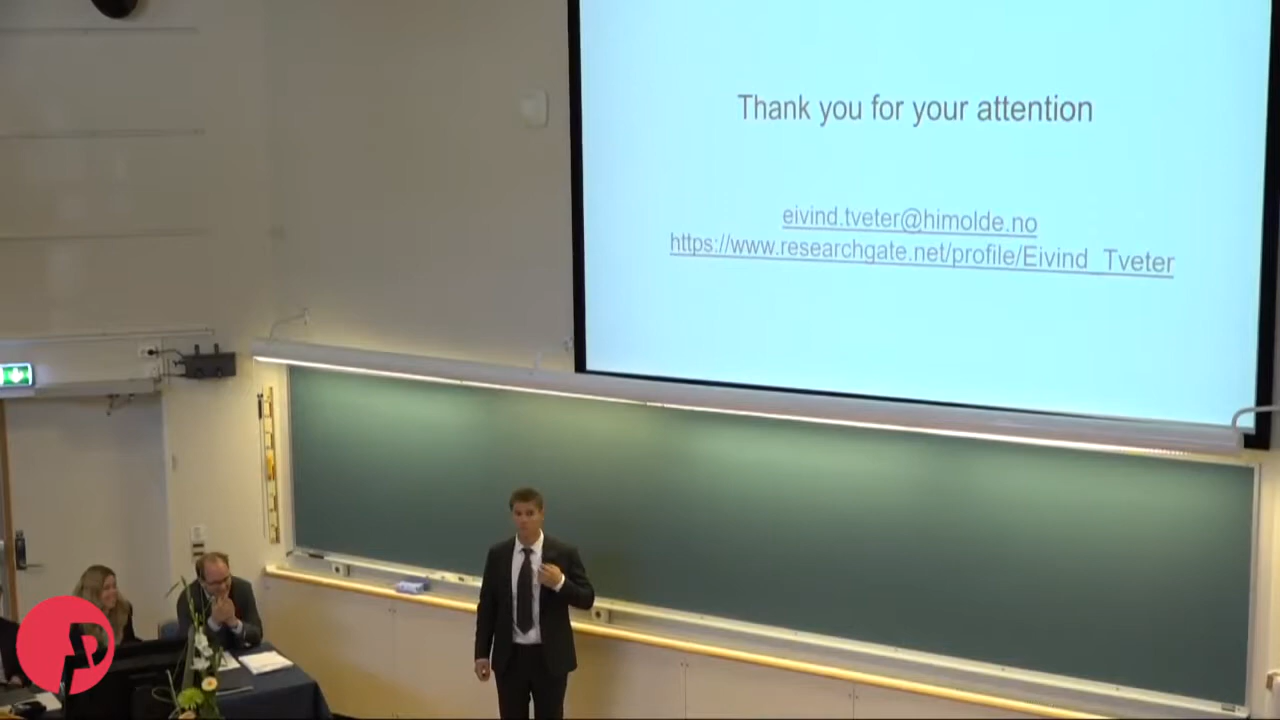 Thank you for your attention
eivind.tveter@himolde.no
https://www.researchgate.net/profile/Eivind_Tveter